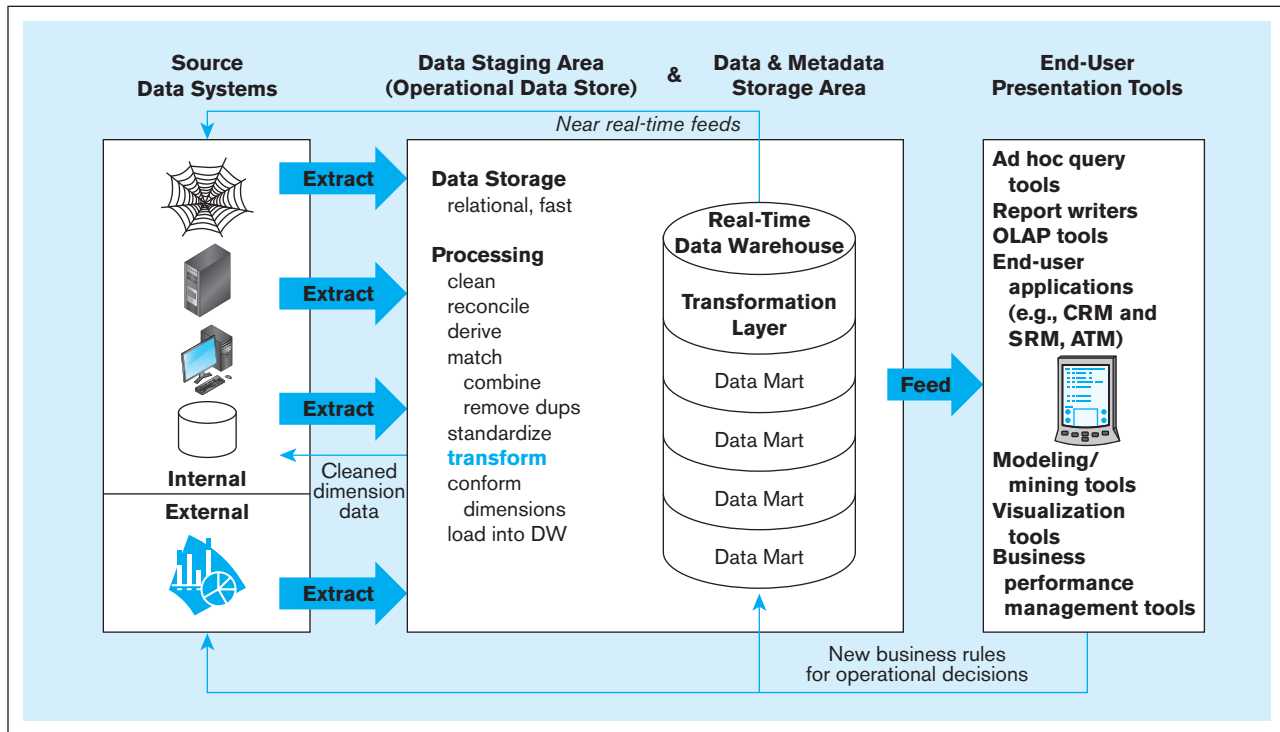 Source
Data Systems
Data Staging Area
(Operational Data Store)
&
Data & Metadata
Storage Area
End-User
Presentation Tools
Near real-time feeds
Extract
Extract
Extract
Internal
External
Extract
Cleaned
dimension
data
Data Storage
relational, fast
Processing
clean
reconcile
derive
match
combine
remove dups
standardize
transform
conform
dimensions
load into DW
Real-Time
Data Warehouse
Transformation
Layer
Data Mart
Data Mart
Data Mart
Data Mart
Feed
Ad hoc query
tools
Report writers
OLAP tools
End-user
applications
(e.g., CRM and
SRM, ATM)
Modeling/
mining tools
Visualization
tools
Business
performance
management tools
New business rules
for operational decisions